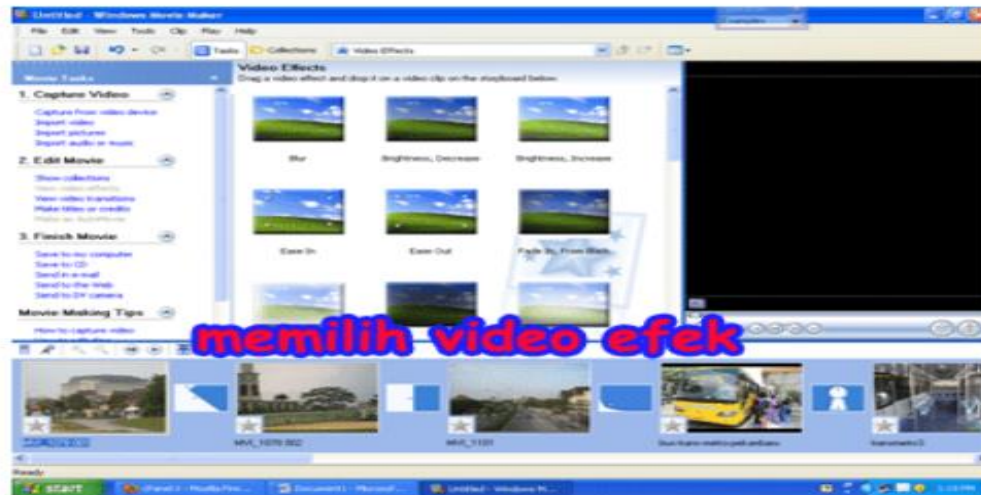 Untitled - Windows Movie Maker
File Edit View Tools Clip Play Help
Tasks Collections Video Effects
Movie Tasks
Video Effects
Drag a video effect and drop it on a video clip on the storyboard below.
1. Capture Video
Capture from video device
Import video
Import pictures
Import audio or music
Blur
Brightness, Decrease
Brightness, Increase
2. Edit Movie
Show collections
View video effects
View video transitions
Make titles or credits
Make an AutoMovie
3. Finish Movie
Save to my computer
Save to CD
Send in e-mail
Send to the Web
Send to DV camera
Ease In
Ease Out
Fade In, From Black
Movie Making Tips
How to capture video
memilih video efek
MVI_1101
Ready
start
Document1 - Microsof...
Untitled - Windows M...